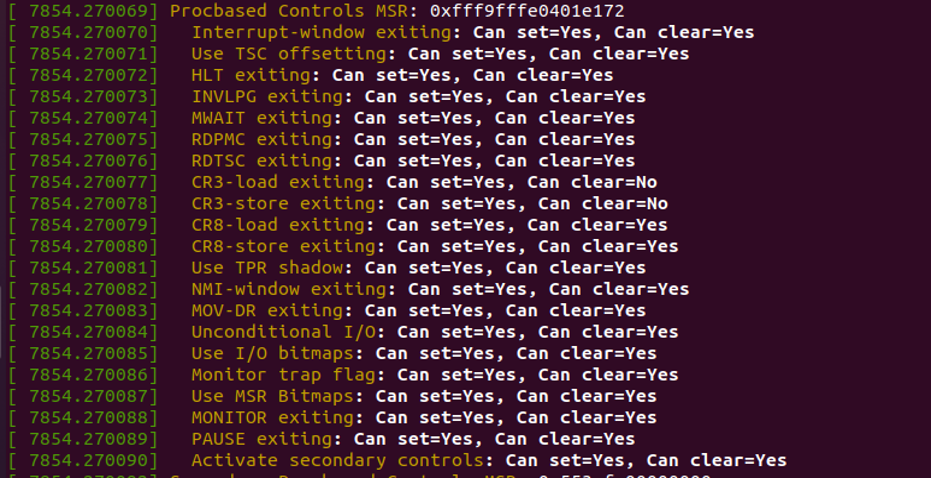 [ 7854.270069] Procbased Controls MSR: 0xfff9fffe0401e172
[ 7854.270070]   Interrupt-window exiting: Can set=Yes, Can clear=Yes
[ 7854.270071]   Use TSC offsetting: Can set=Yes, Can clear=Yes
[ 7854.270072]   HLT exiting: Can set=Yes, Can clear=Yes
[ 7854.270073]   INVLPG exiting: Can set=Yes, Can clear=Yes
[ 7854.270074]   MWAIT exiting: Can set=Yes, Can clear=Yes
[ 7854.270075]   RDPMC exiting: Can set=Yes, Can clear=Yes
[ 7854.270076]   RDTSC exiting: Can set=Yes, Can clear=Yes
[ 7854.270077]   CR3-load exiting: Can set=Yes, Can clear=No
[ 7854.270078]   CR3-store exiting: Can set=Yes, Can clear=No
[ 7854.270079]   CR8-load exiting: Can set=Yes, Can clear=Yes
[ 7854.270080]   CR8-store exiting: Can set=Yes, Can clear=Yes
[ 7854.270081]   Use TPR shadow: Can set=Yes, Can clear=Yes
[ 7854.270082]   NMI-window exiting: Can set=Yes, Can clear=Yes
[ 7854.270083]   MOV-DR exiting: Can set=Yes, Can clear=Yes
[ 7854.270084]   Unconditional I/O: Can set=Yes, Can clear=Yes
[ 7854.270085]   Use I/O bitmaps: Can set=Yes, Can clear=Yes
[ 7854.270086]   Monitor trap flag: Can set=Yes, Can clear=Yes
[ 7854.270087]   Use MSR Bitmaps: Can set=Yes, Can clear=Yes
[ 7854.270088]   MONITOR exiting: Can set=Yes, Can clear=Yes
[ 7854.270089]   PAUSE exiting: Can set=Yes, Can clear=Yes
[ 7854.270090]   Activate secondary controls: Can set=Yes, Can clear=Yes